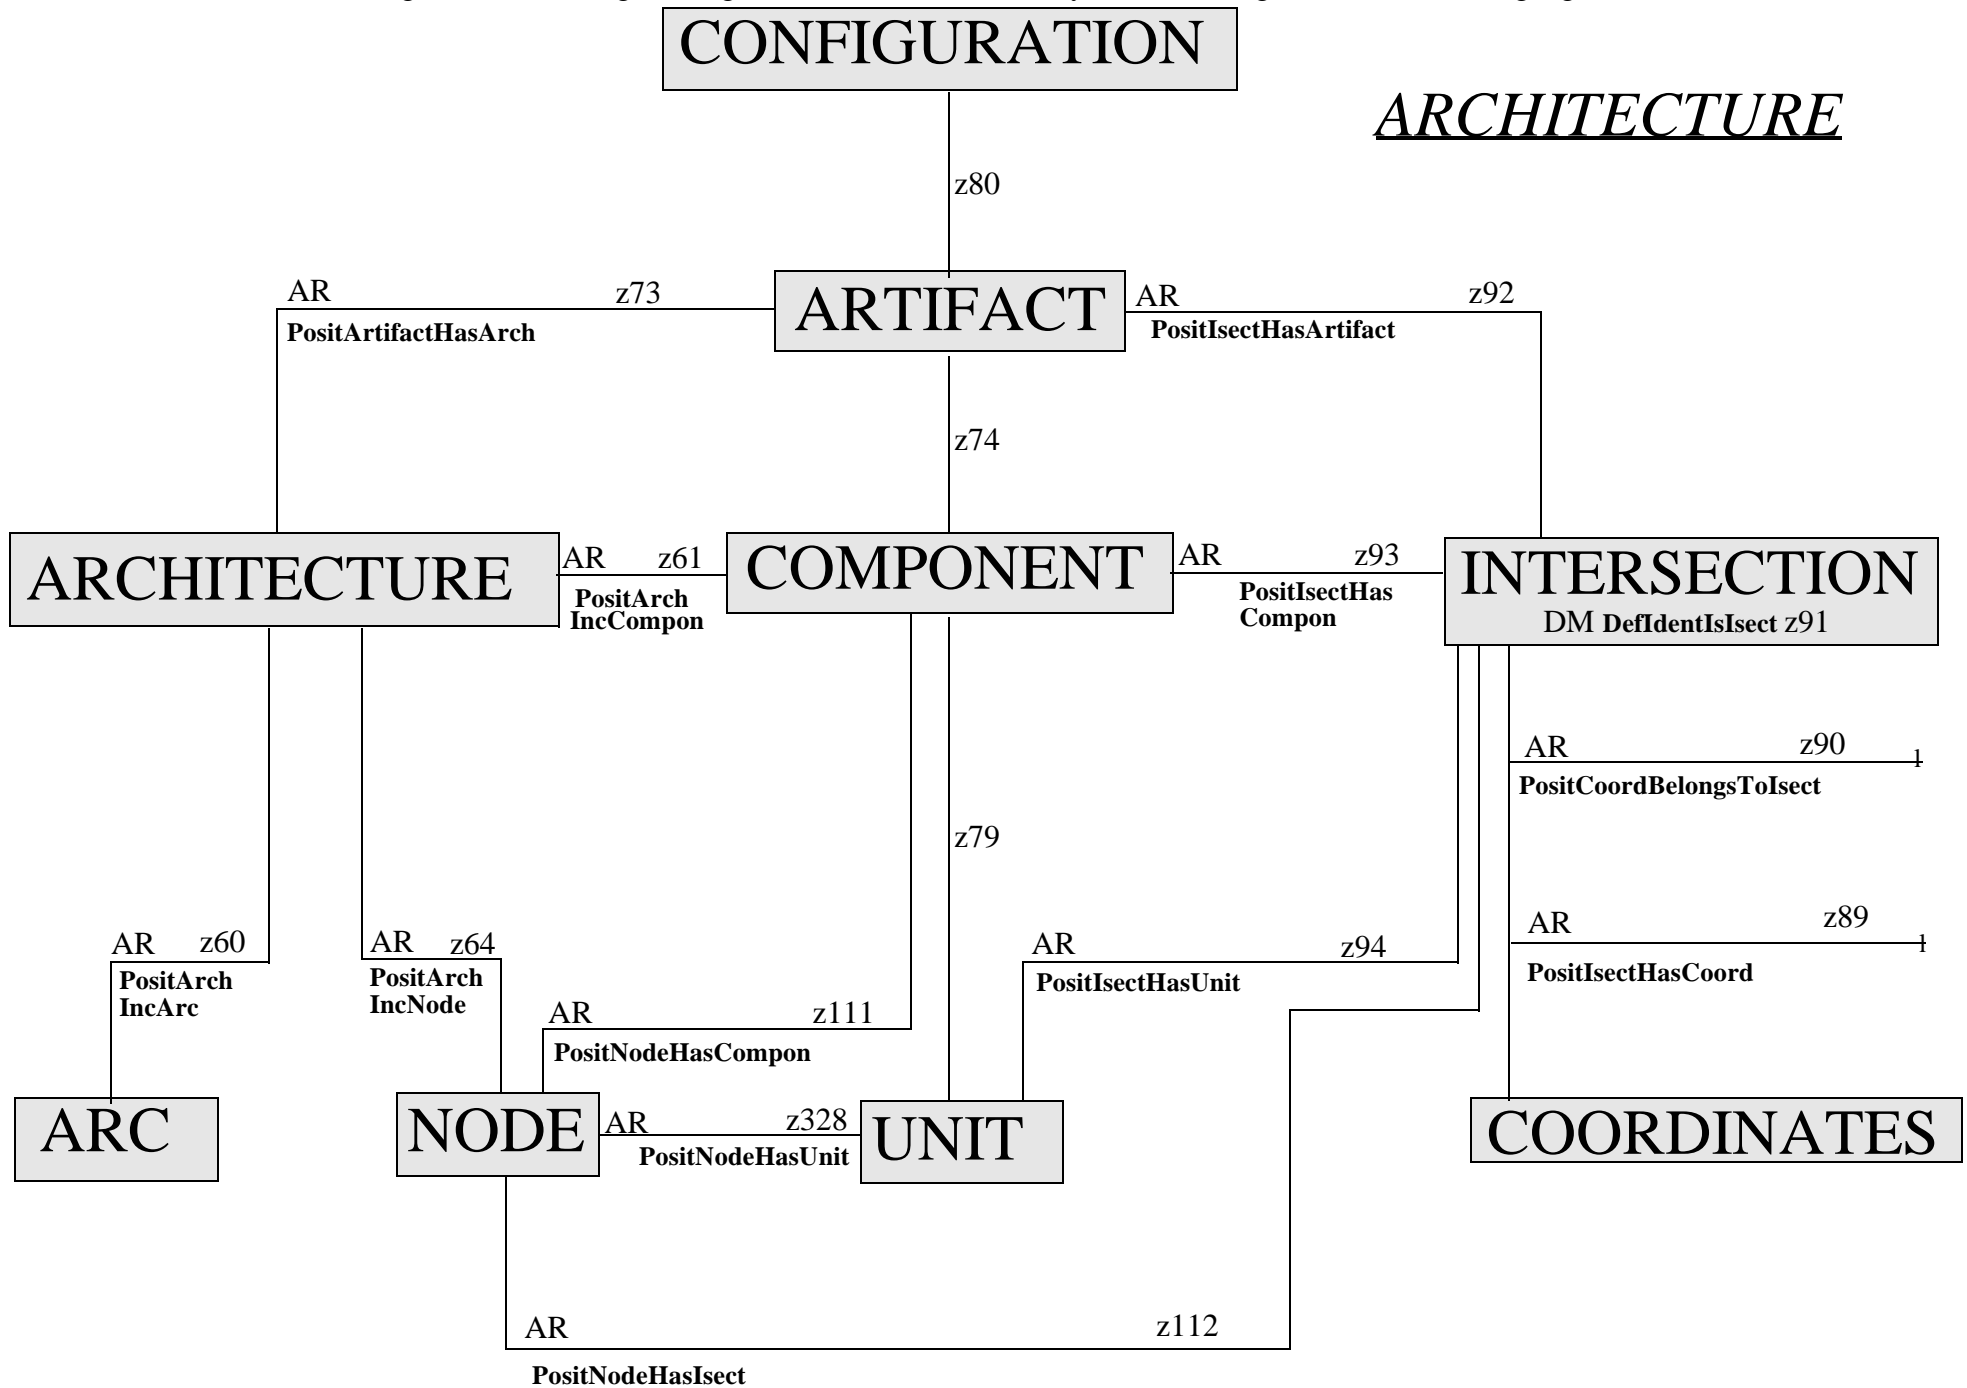 CONFIGURATION
ARCHITECTURE
z80
AR z73
PositArtifactHasArch
ARTIFACT
AR z92
PositIsectHasArtifact
z74
ARCHITECTURE
AR z61
PositArch
IncCompon
COMPONENT
AR z93
PositIsectHas
Compon
INTERSECTION
DM DefIdentIsIsect z91
AR z90 1
PositCoordBelongsToIsect
z79
AR z89 1
PositIsectHasCoord
AR z60
PositArch
IncArc
AR z64
PositArch
IncNode
AR z94
PositIsectHasUnit
AR z111
PositNodeHasCompon
ARC
NODE
AR z328
PositNodeHasUnit
UNIT
COORDINATES
AR z112
PositNodeHasIsect